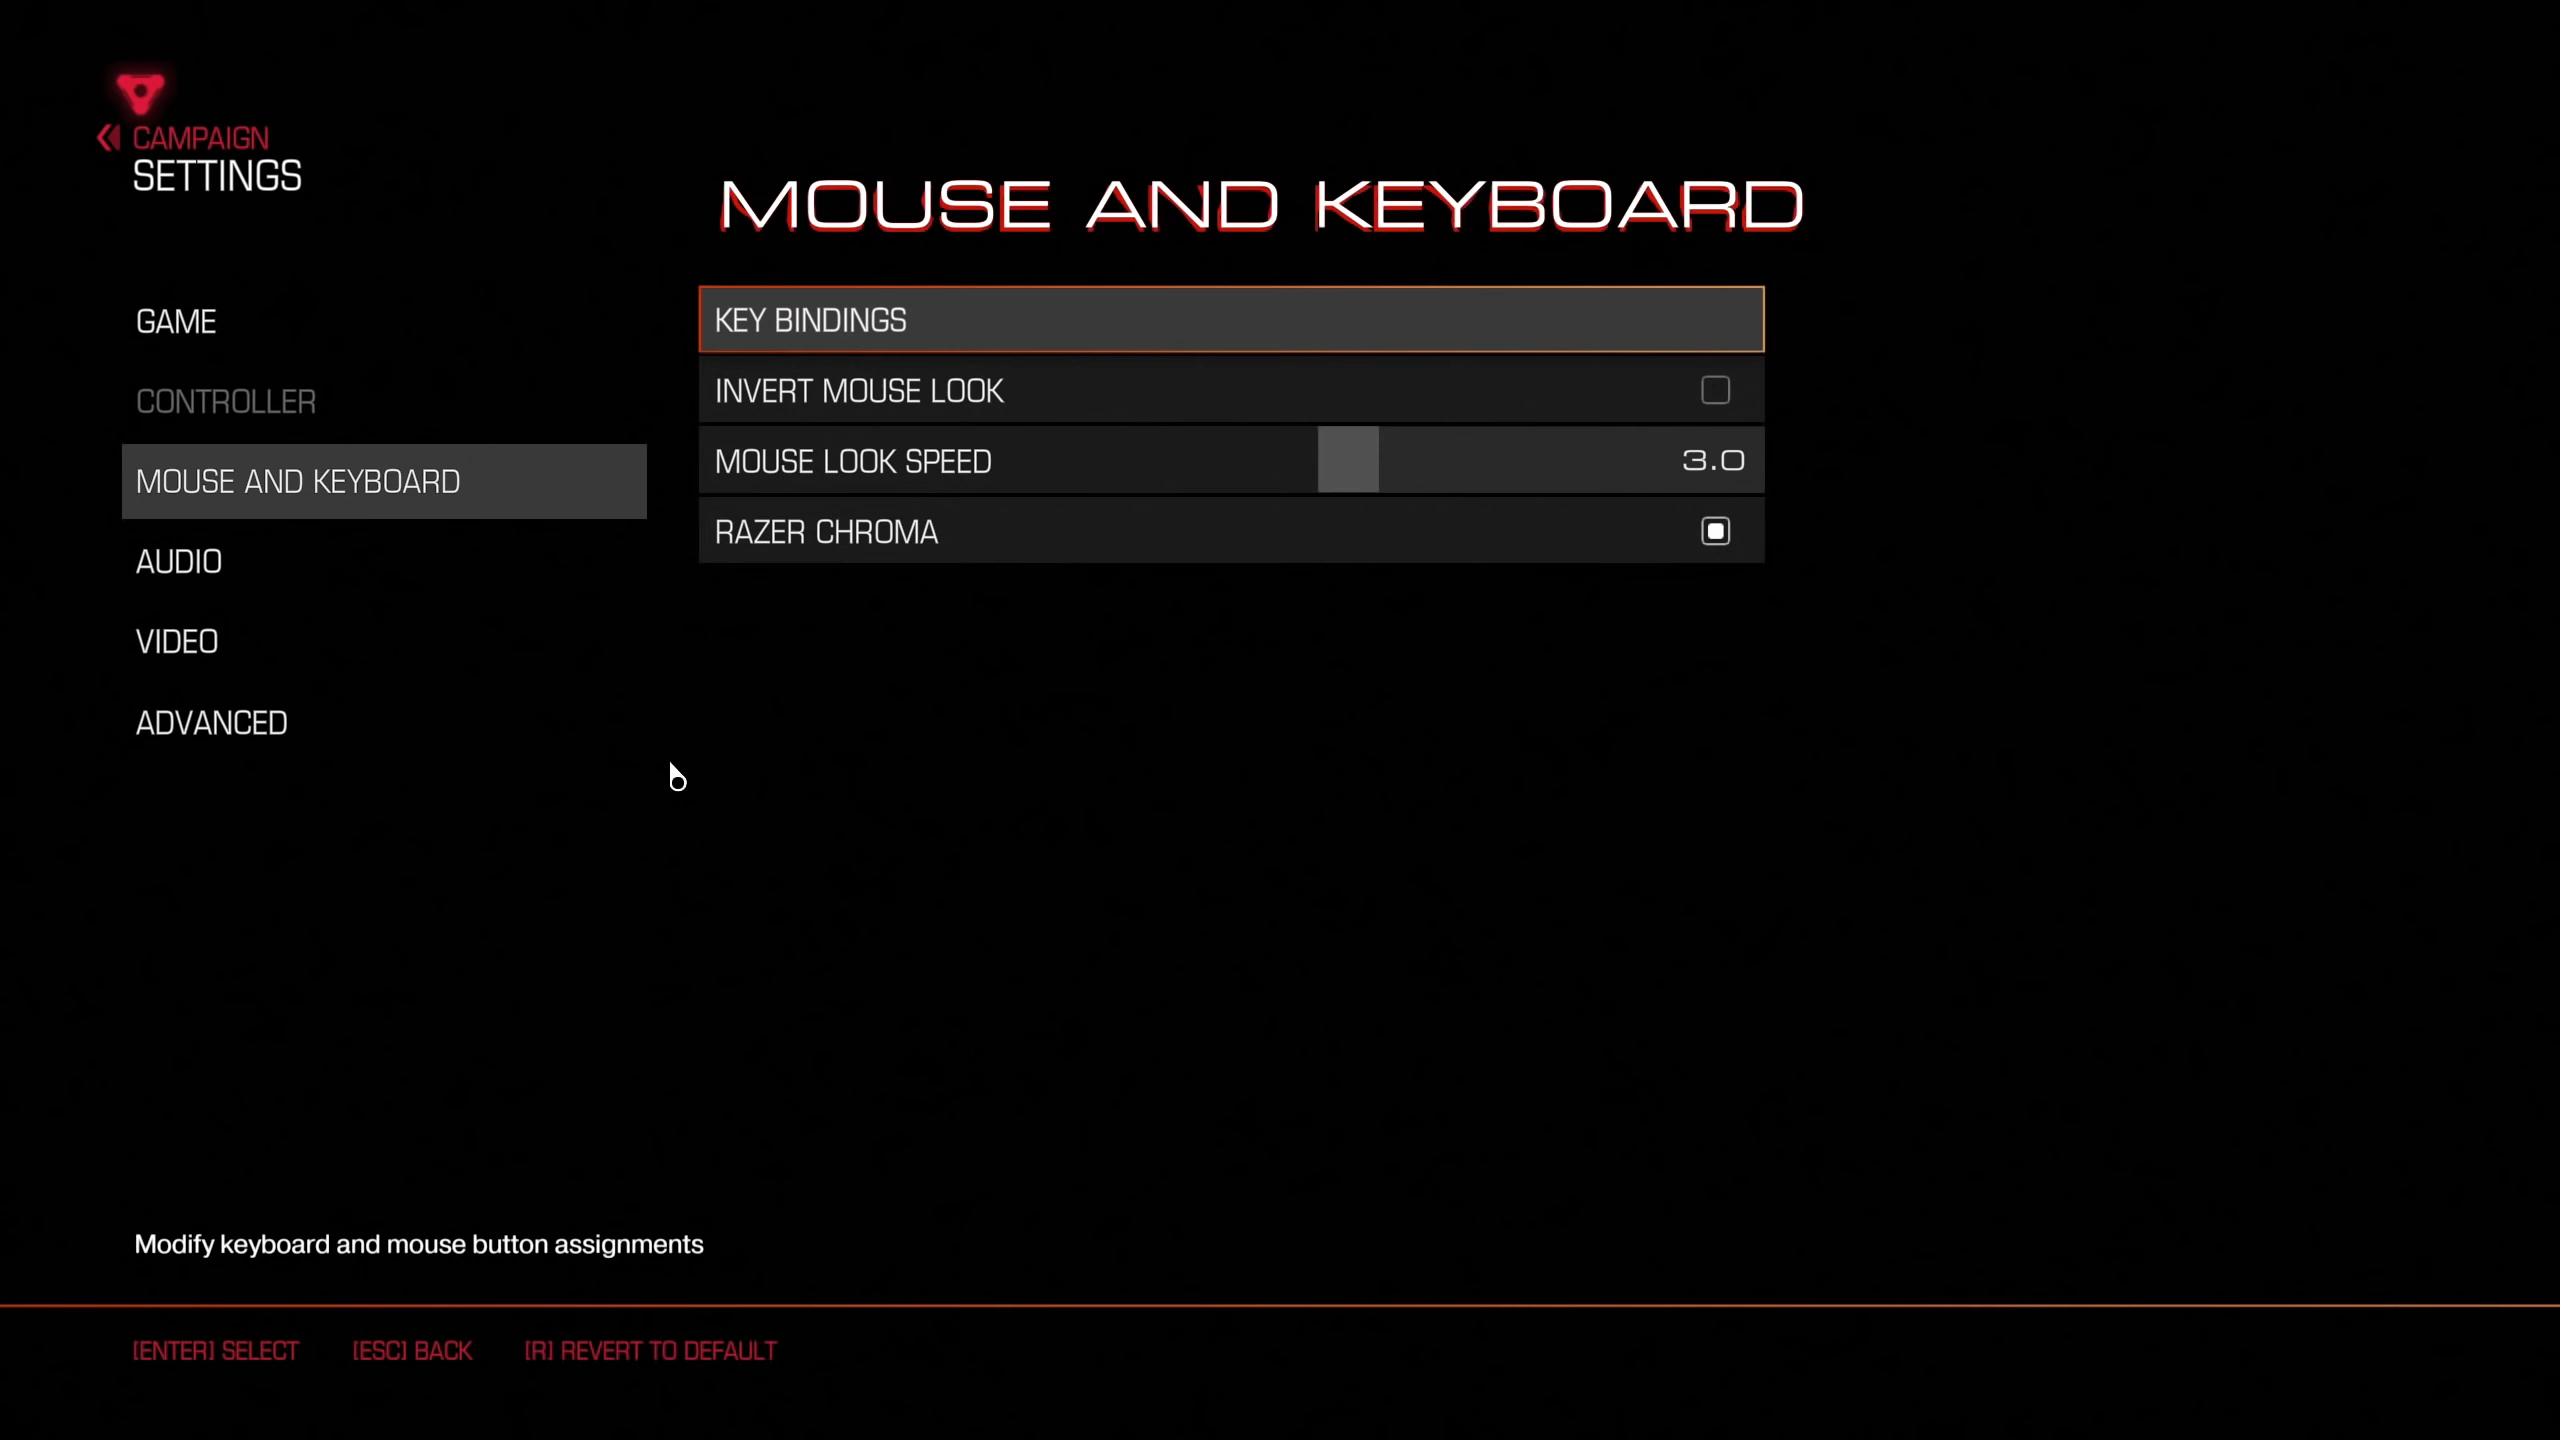 CAMPAIGN
SETTINGS
MOUSE AND KEYBOARD
GAME
CONTROLLER
MOUSE AND KEYBOARD
AUDIO
VIDEO
ADVANCED
KEY BINDINGS
INVERT MOUSE LOOK
MOUSE LOOK SPEED 3.0
RAZER CHROMA
Modify keyboard and mouse button assignments
[ENTER] SELECT [ESC] BACK [R] REVERT TO DEFAULT